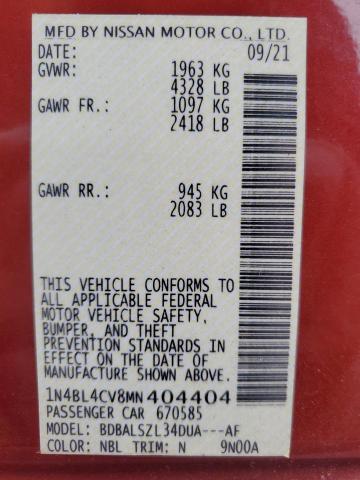 MFD BY NISSAN MOTOR CO., LTD.
DATE: 09/21
GVWR: 1963 KG
4328 LB
GAWR FR.: 1097 KG
2418 LB
GAWR RR.: 945 KG
2083 LB
THIS VEHICLE CONFORMS TO
ALL APPLICABLE FEDERAL
MOTOR VEHICLE SAFETY,
BUMPER, AND THEFT
PREVENTION STANDARDS IN
EFFECT ON THE DATE OF
MANUFACTURE SHOWN ABOVE.
1N4BL4CV8MN404404
PASSENGER CAR 670585
MODEL: BDBALSZL34DUA---AF
COLOR: NBL TRIM: N 9N00A